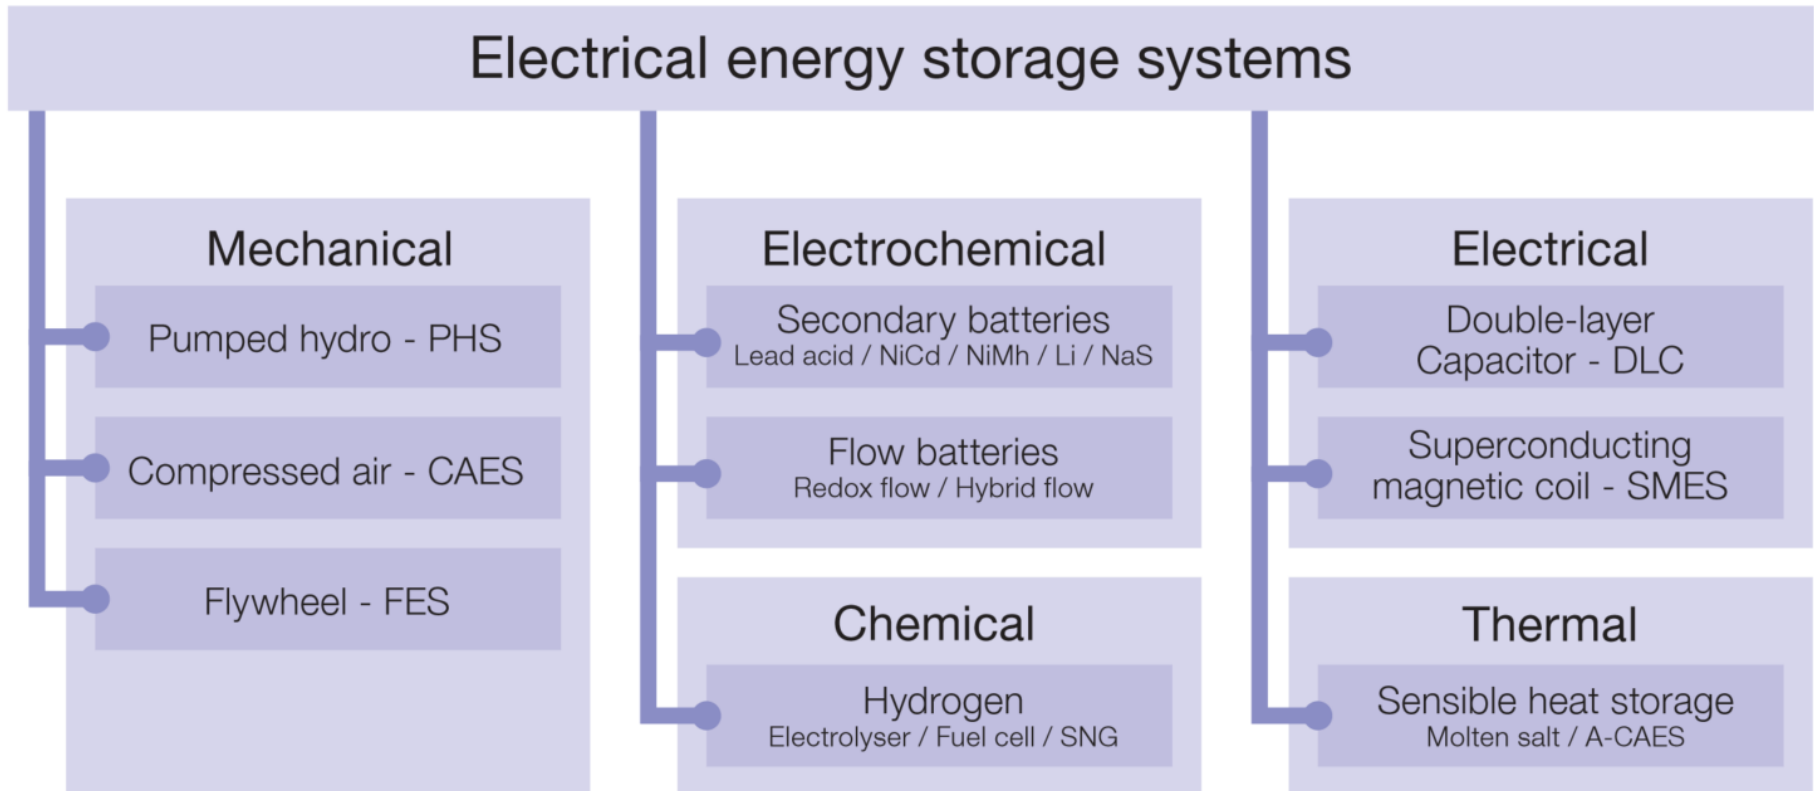 Electrical energy storage systems
Mechanical
Pumped hydro - PHS
Compressed air - CAES
Flywheel - FES
Electrochemical
Secondary batteries
Lead acid / NiCd / NiMh / Li / NaS
Flow batteries
Redox flow / Hybrid flow
Chemical
Hydrogen
Electrolyser / Fuel cell / SNG
Electrical
Double-layer
Capacitor - DLC
Superconducting
magnetic coil - SMES
Thermal
Sensible heat storage
Molten salt / A-CAES